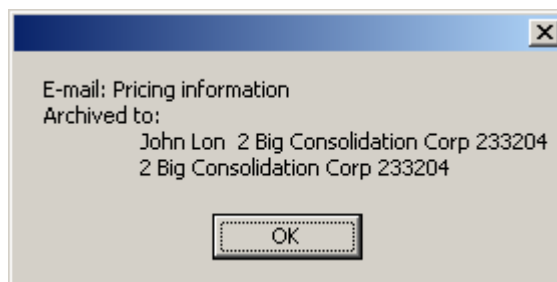 E-mail: Pricing information
Archived to:
John Lon  2 Big Consolidation Corp 233204
2 Big Consolidation Corp 233204
OK